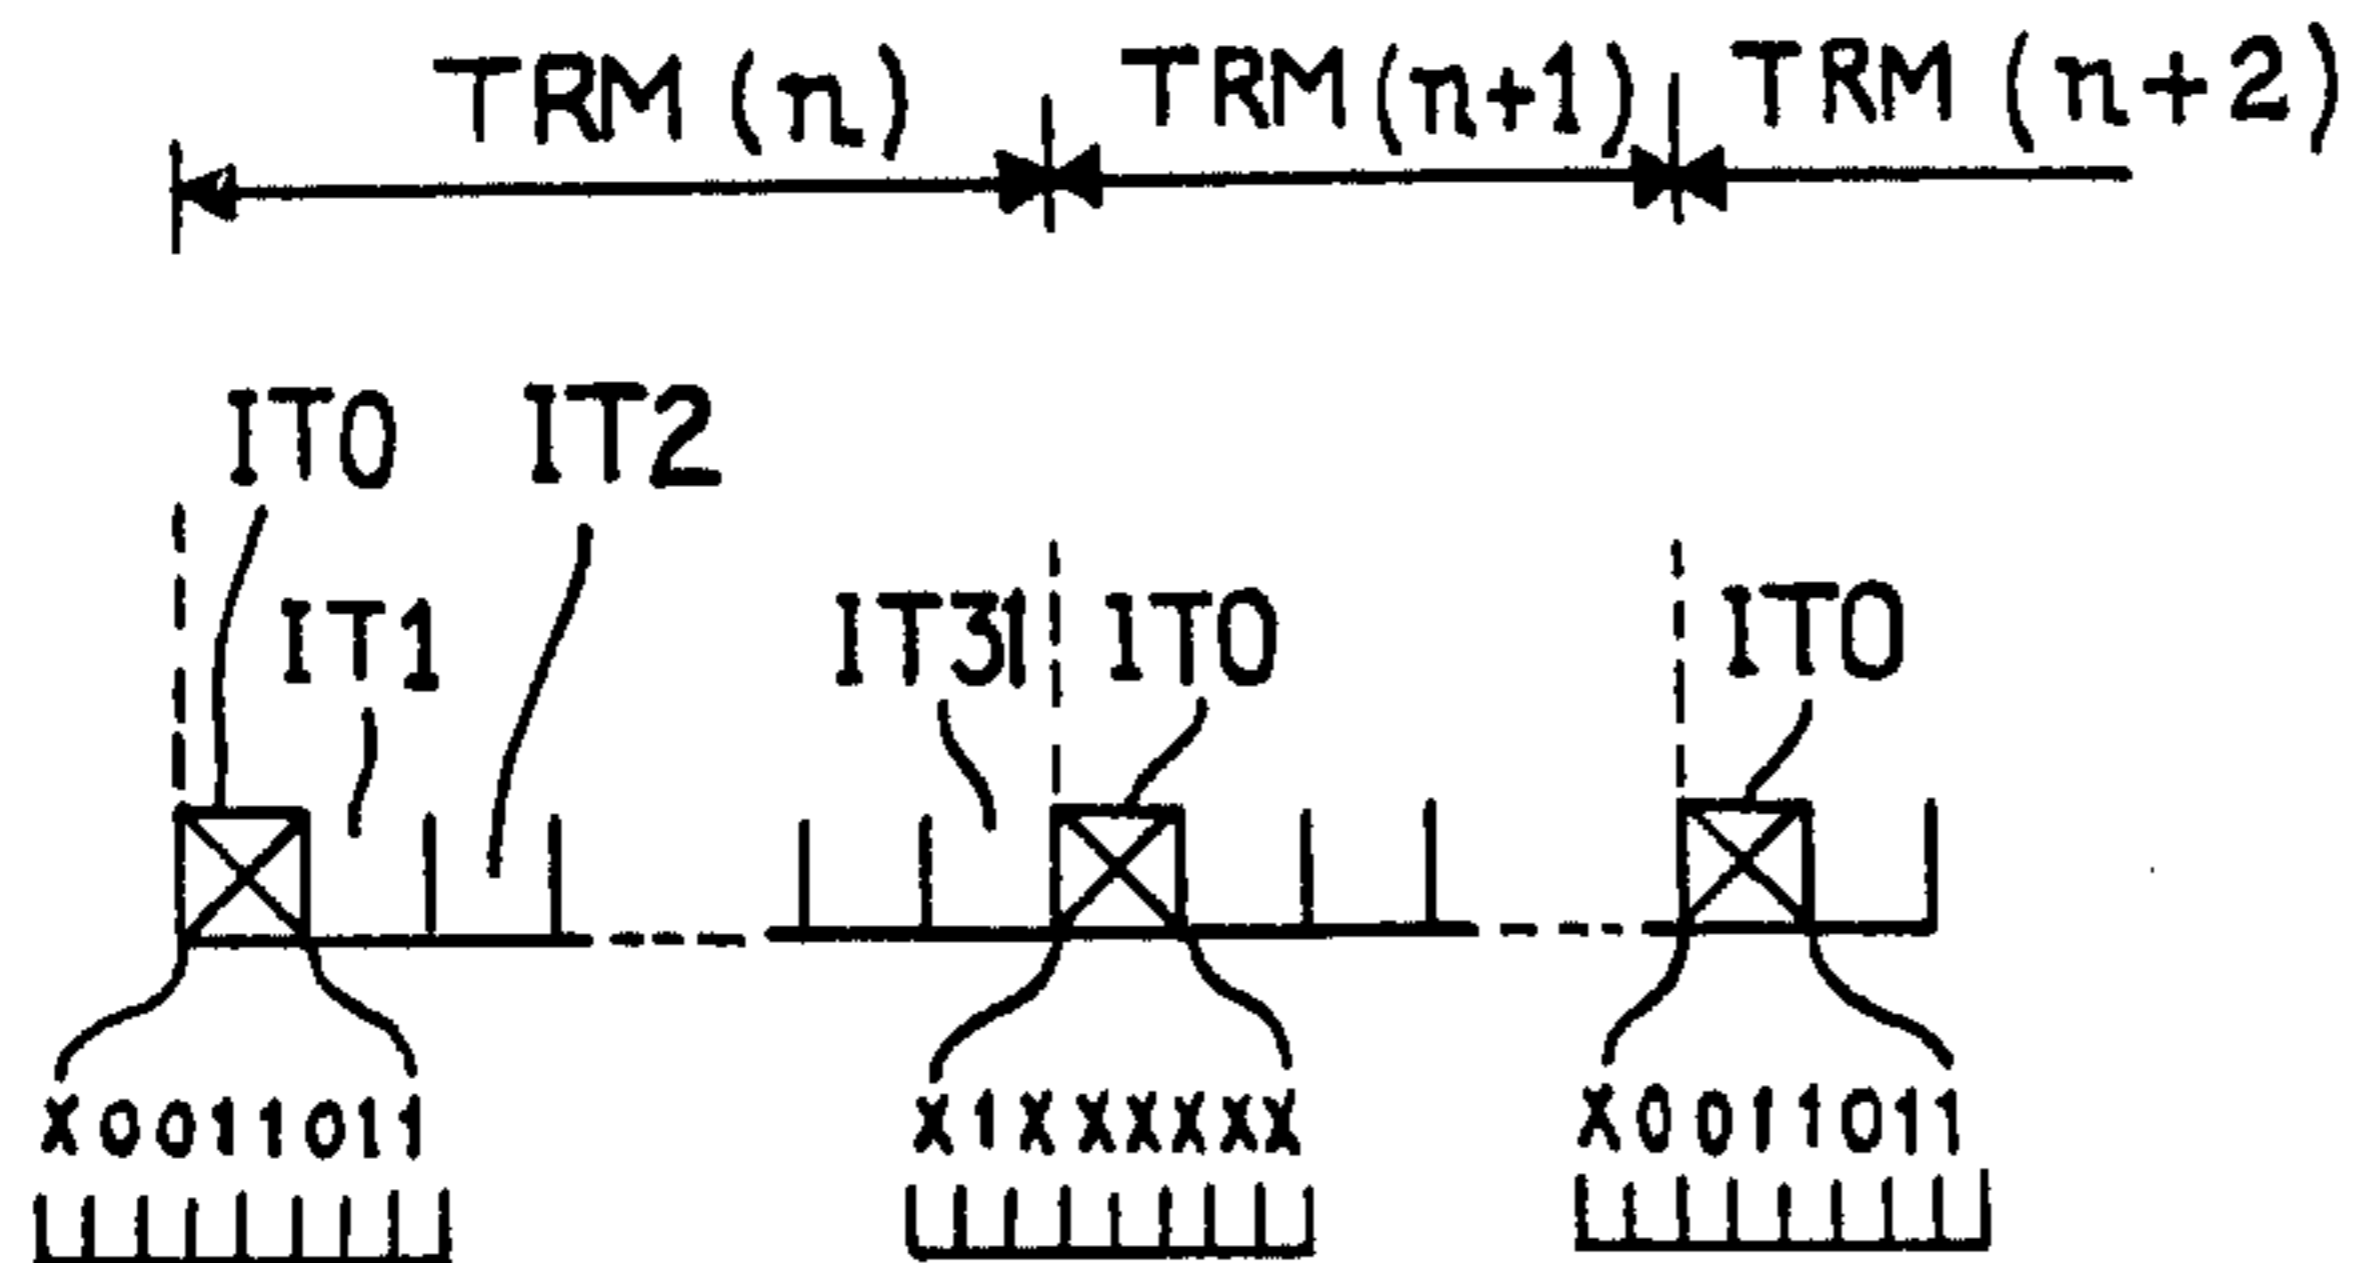 TRM (n) TRM (n+1) TRM (n+2)
IT0 IT2
IT1 IT31 IT0 IT0
X0011011 X1XXXXXX X0011011